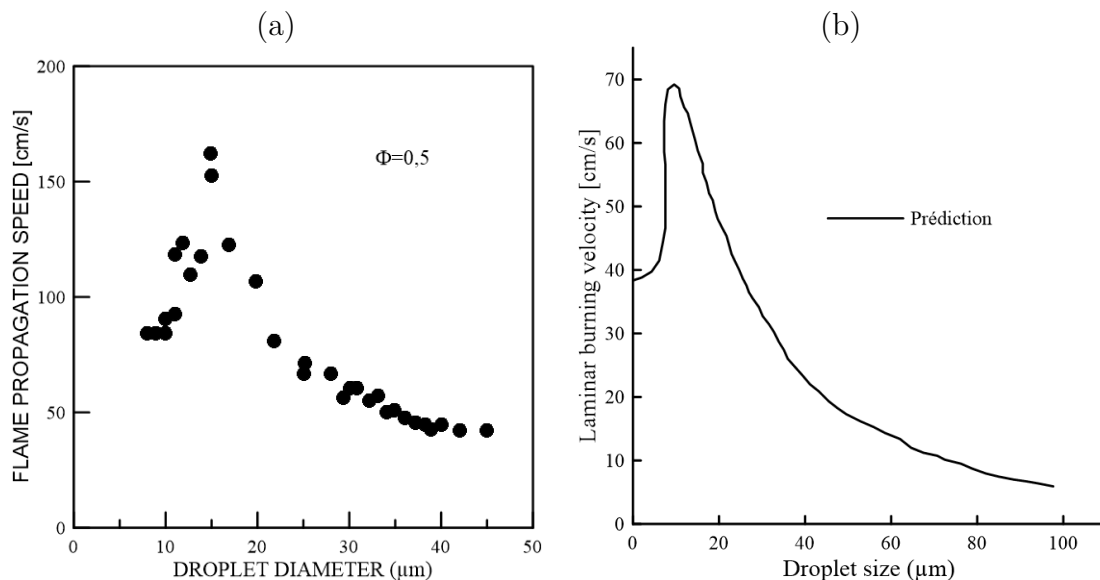 (a)
FLAME PROPAGATION SPEED [cm/s]
200
150
100
50
0
Φ=0,5
0 10 20 30 40 50
DROPLET DIAMETER (µm)
(b)
Laminar burning velocity [cm/s]
70
60
50
40
30
20
10
0
Prédiction
0 20 40 60 80 100
Droplet size (µm)